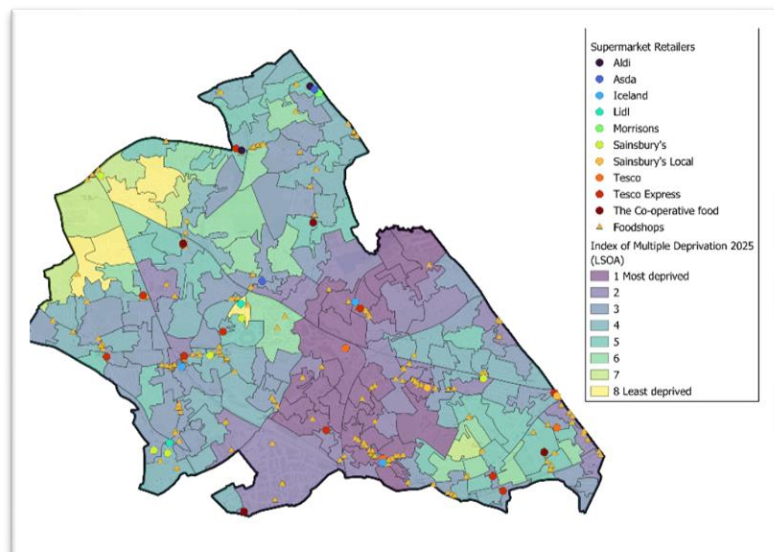 Supermarket Retailers
Aldi
Asda
Iceland
Lidl
Morrisons
Sainsbury's
Sainsbury's Local
Tesco
Tesco Express
The Co-operative food
Foodshops
Index of Multiple Deprivation 2025
(LSOA)
1 Most deprived
2
3
4
5
6
7
8 Least deprived